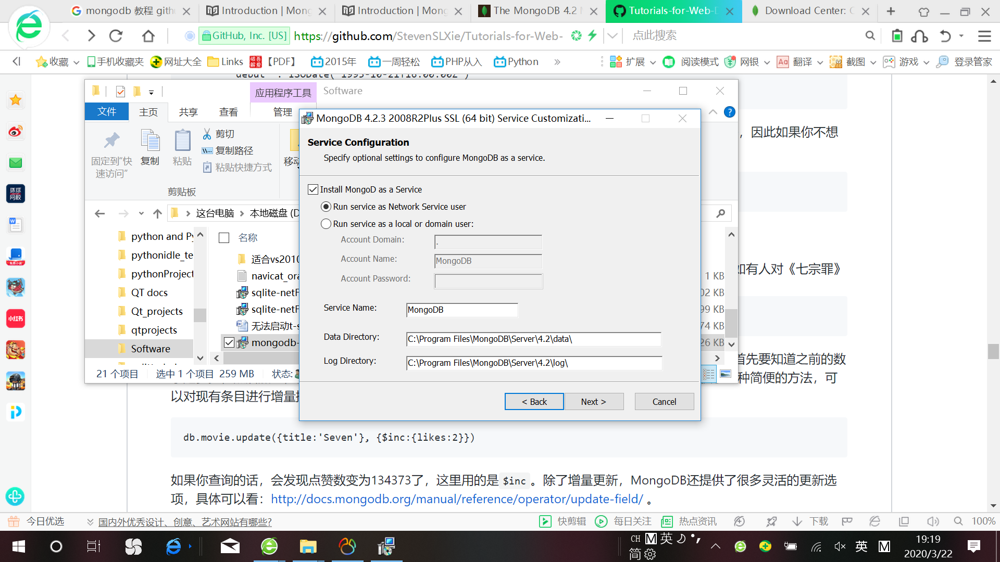 mongodb 教程 gith
Introduction | Mong
Introduction | Mong
The MongoDB 4.2 M
Tutorials-for-Web-D
Download Center: C
GitHub, Inc. [US]
https://github.com/StevenSLXie/Tutorials-for-Web-
点此搜索
收藏
手机收藏夹
网址大全
Links
【PDF】
2015年
一周轻松
PHP从入
Python
»
扩展
阅读模式
网银
Aa
翻译
截图
游戏
登录管家
应用程序工具
Software
文件
主页
共享
查看
管理
固定到"快
速访问"
复制
粘贴
剪切
复制路径
粘贴快捷方式
移动
剪贴板
这台电脑
本地磁盘 (D
python and Py
pythonidle_te
pythonProject
QT docs
Qt_projects
qtprojects
Software
名称
适合vs2010
navicat_ora
sqlite-netF
sqlite-netF
无法启动t-s
mongodb-
1 KB
02 KB
99 KB
74 KB
26 KB
21 个项目
选中 1 个项目 259 MB
状态:
MongoDB 4.2.3 2008R2Plus SSL (64 bit) Service Customizati...
Service Configuration
Specify optional settings to configure MongoDB as a service.
Install MongoD as a Service
Run service as Network Service user
Run service as a local or domain user:
Account Domain:
.
Account Name:
MongoDB
Account Password:
Service Name:
MongoDB
Data Directory:
C:\Program Files\MongoDB\Server\4.2\data\
Log Directory:
C:\Program Files\MongoDB\Server\4.2\log\
< Back
Next >
Cancel
，因此如果你不想
如有人对《七宗罪》
首先要知道之前的数
种简便的方法，可
以对现有条目进行增量
db.movie.update({title:'Seven'}, {$inc:{likes:2}})
如果你查询的话，会发现点赞数变为134373了，这里用的是 $inc 。除了增量更新，MongoDB还提供了很多灵活的更新选
项，具体可以看：http://docs.mongodb.org/manual/reference/operator/update-field/ 。
环球
网校
小红书
今日优选
国内外优秀设计、创意、艺术网站有哪些?
快剪辑
每日关注
热点资讯
下载
100%
CH
M
英
简
英
M
19:19
2020/3/22